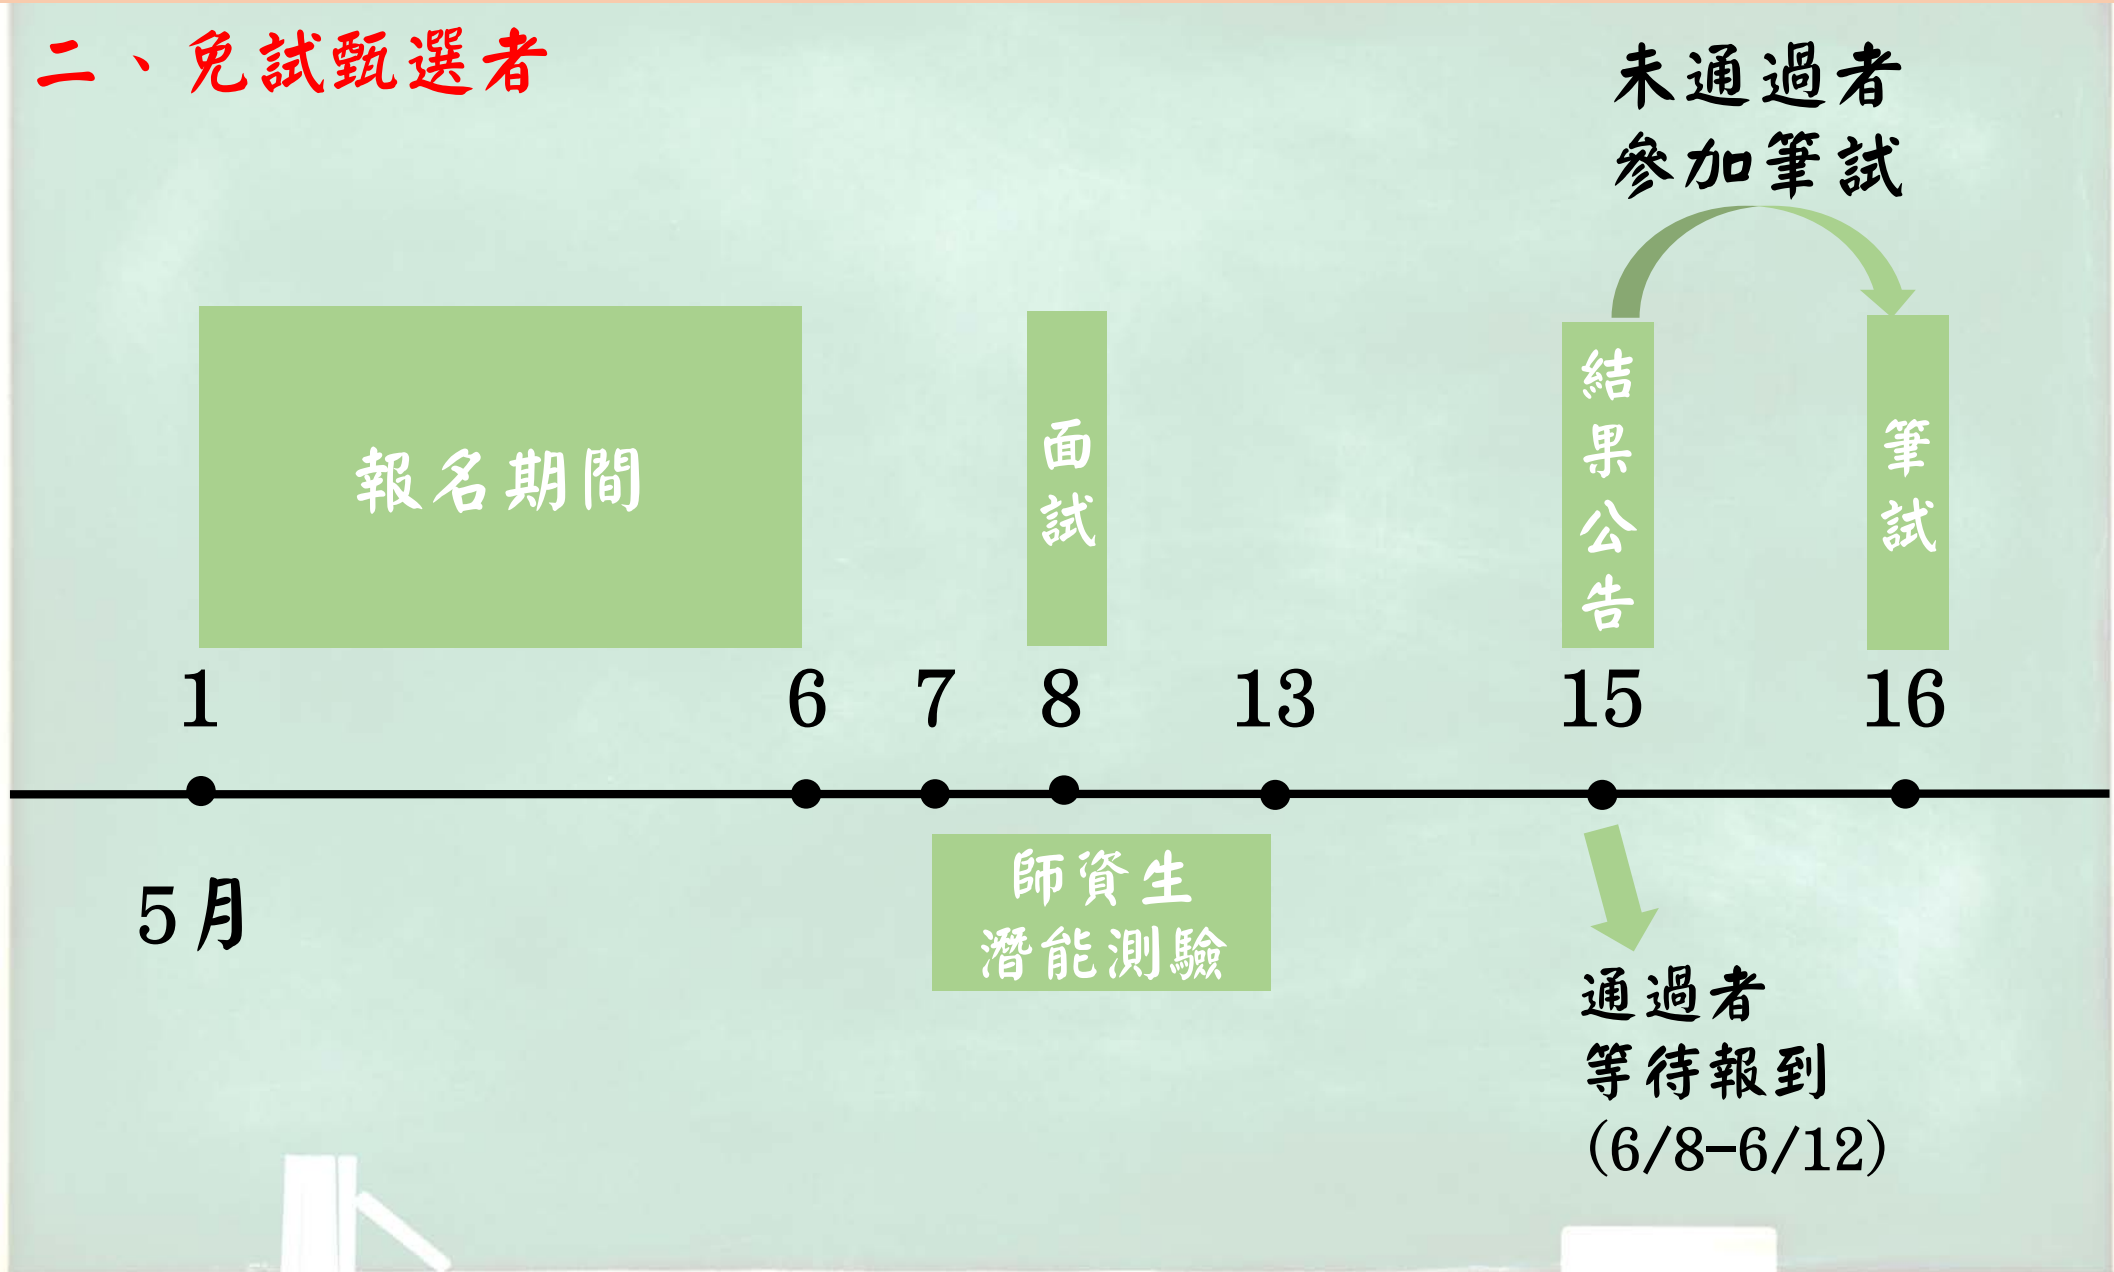 二、免試甄選者
未通過者
參加筆試
報名期間
面試
結果公告
筆試
1 6 7 8 13 15 16
5月
師資生
潛能測驗
通過者
等待報到
(6/8-6/12)